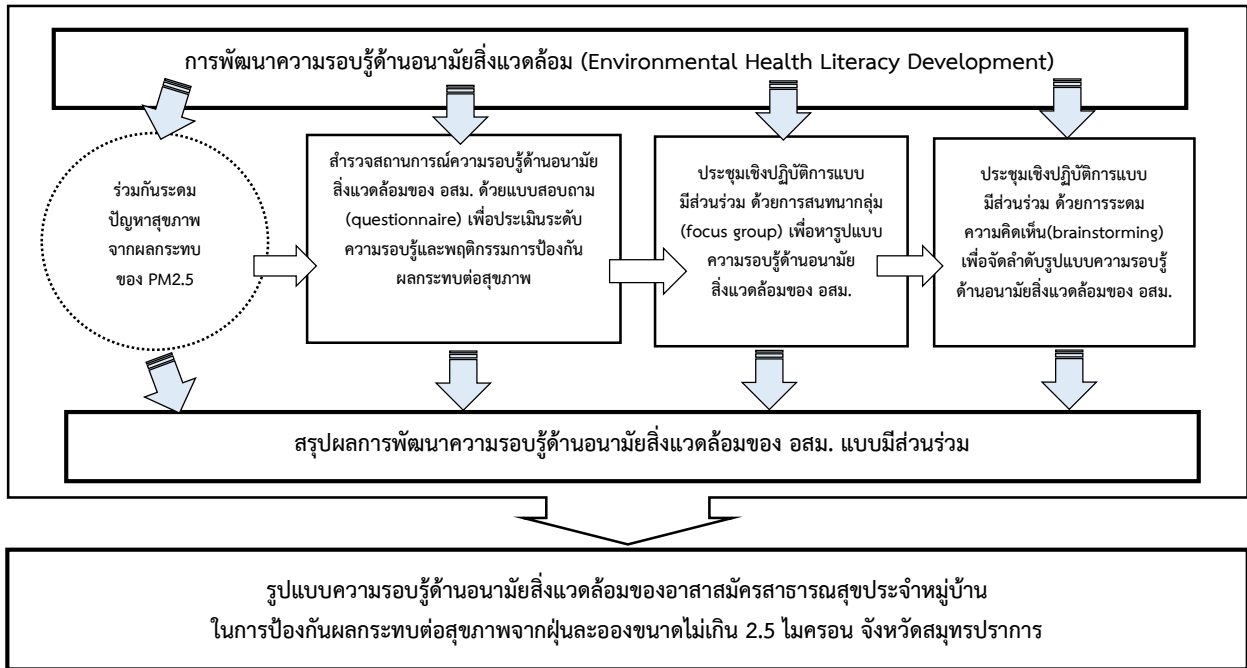 การพัฒนาความรอบรู้ด้านอนามัยสิ่งแวดล้อม (Environmental Health Literacy Development)
ร่วมกันระดม
ปัญหาสุขภาพ
จากผลกระทบ
ของ PM2.5
สำรวจสถานการณ์ความรอบรู้ด้านอนามัย
สิ่งแวดล้อมของ อสม. ด้วยแบบสอบถาม
(questionnaire) เพื่อประเมินระดับ
ความรอบรู้และพฤติกรรมการป้องกัน
ผลกระทบต่อสุขภาพ
ประชุมเชิงปฏิบัติการแบบ
มีส่วนร่วม ด้วยการสนทนากลุ่ม
(focus group) เพื่อหารูปแบบ
ความรอบรู้ด้านอนามัย
สิ่งแวดล้อมของ อสม.
ประชุมเชิงปฏิบัติการแบบ
มีส่วนร่วม ด้วยการระดม
ความคิดเห็น(brainstorming)
เพื่อจัดลำดับรูปแบบความรอบรู้
ด้านอนามัยสิ่งแวดล้อมของ อสม.
สรุปผลการพัฒนาความรอบรู้ด้านอนามัยสิ่งแวดล้อมของ อสม. แบบมีส่วนร่วม
รูปแบบความรอบรู้ด้านอนามัยสิ่งแวดล้อมของอาสาสมัครสาธารณสุขประจำหมู่บ้าน
ในการป้องกันผลกระทบต่อสุขภาพจากฝุ่นละอองขนาดไม่เกิน 2.5 ไมครอน จังหวัดสมุทรปราการ